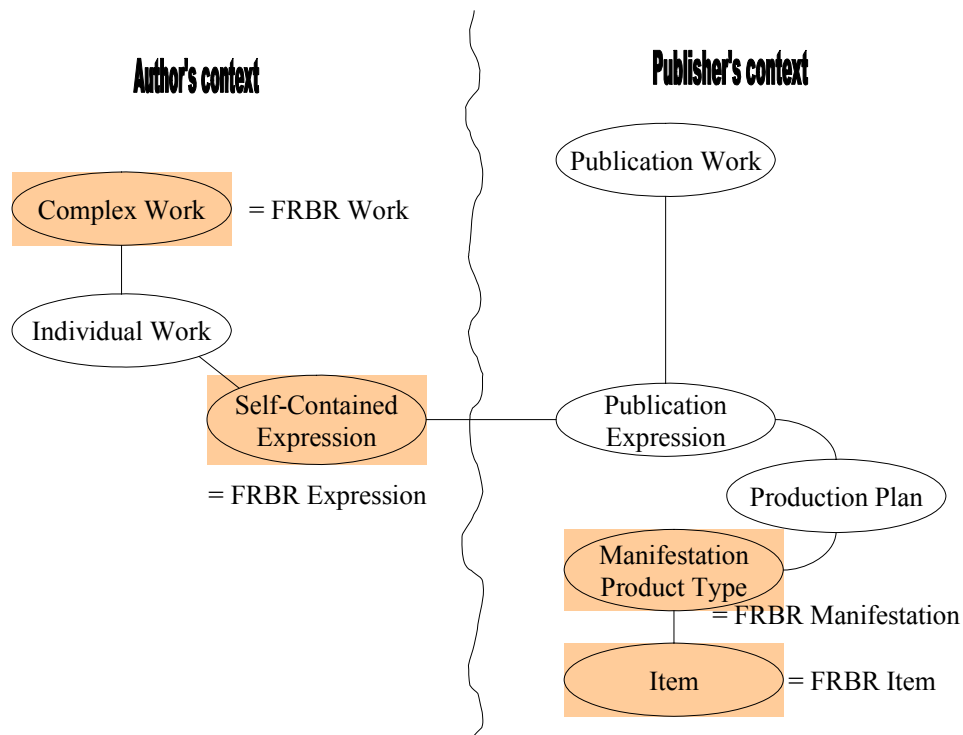 Author's context
Publisher's context
Publication Work
Complex Work
= FRBR Work
Individual Work
Self-Contained
Expression
= FRBR Expression
Publication
Expression
Production Plan
Manifestation
Product Type
= FRBR Manifestation
Item
= FRBR Item